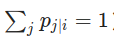 ∑_j p_{j|i} = 1